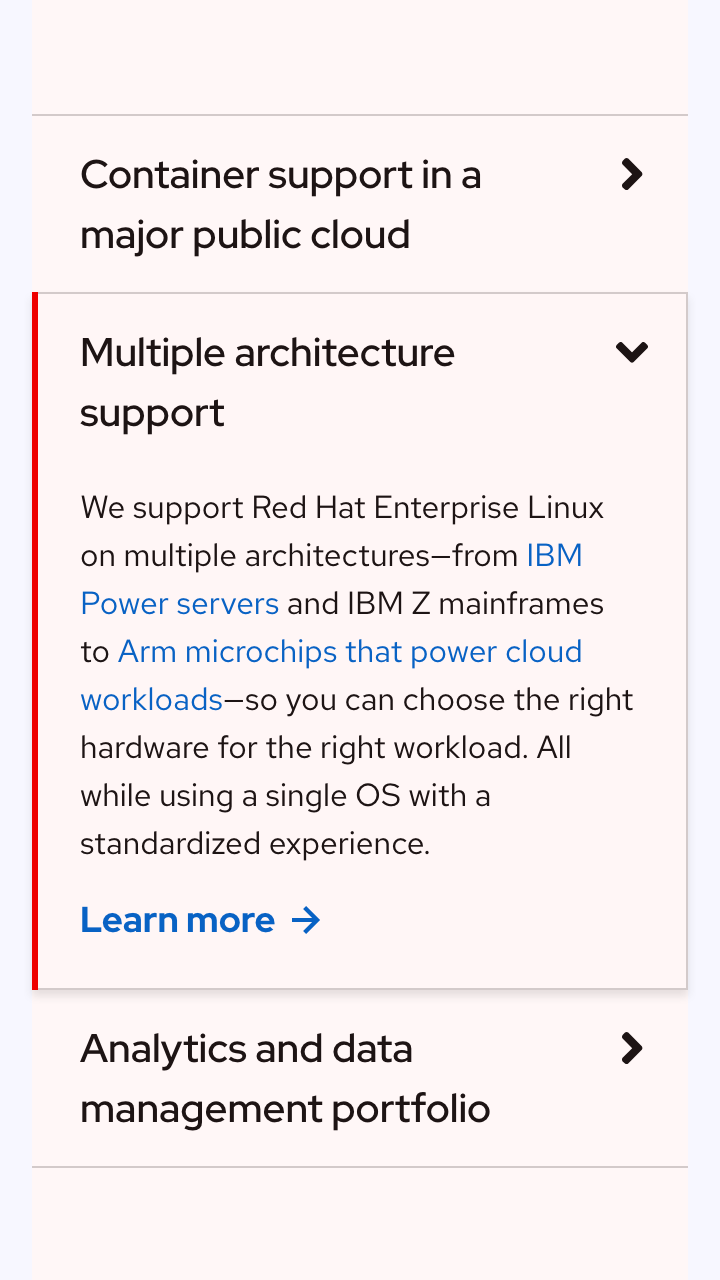 Container support in a
major public cloud
Multiple architecture
support
We support Red Hat Enterprise Linux
on multiple architectures—from IBM
Power servers and IBM Z mainframes
to Arm microchips that power cloud
workloads—so you can choose the right
hardware for the right workload. All
while using a single OS with a
standardized experience.
Learn more →
Analytics and data
management portfolio